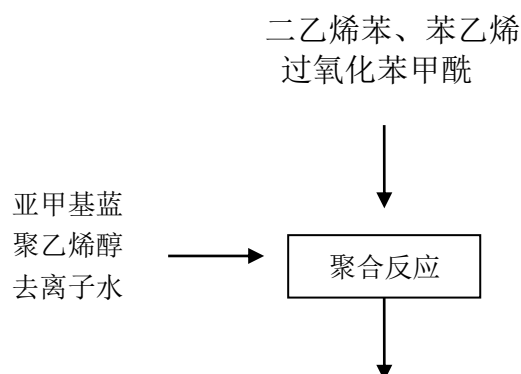 二乙烯苯、苯乙烯
过氧化苯甲酰
亚甲基蓝
聚乙烯醇
去离子水
聚合反应